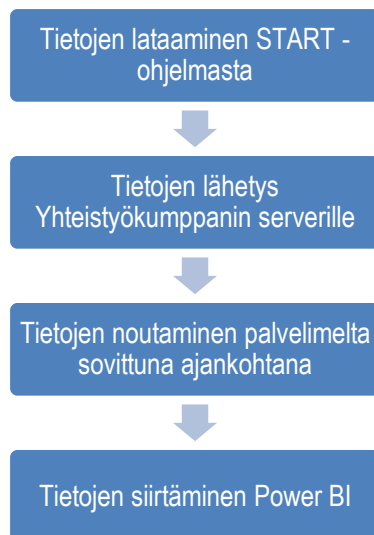 Tietojen lataaminen START -
ohjelmasta
Tietojen lähetys
Yhteistyökumppanin serverille
Tietojen noutaminen palvelimelta
sovittuna ajankohtana
Tietojen siirtäminen Power BI